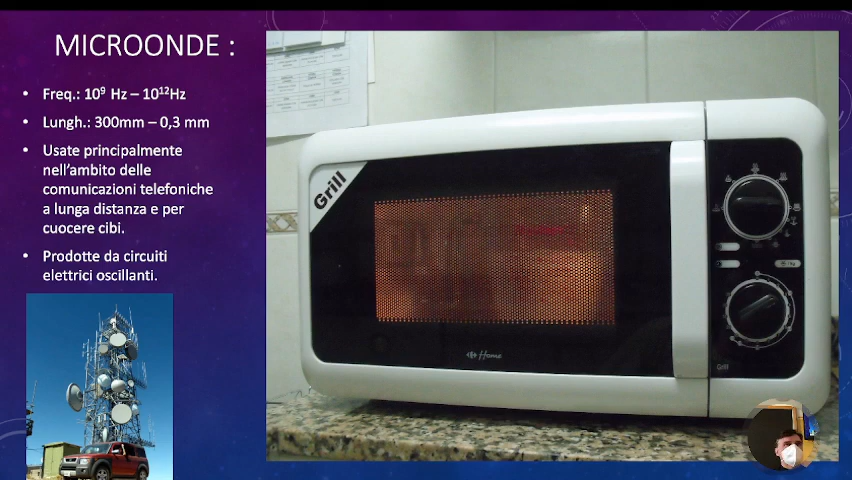 MICROONDE :
• Freq.: 10⁹ Hz – 10¹²Hz
• Lungh.: 300mm – 0,3 mm
• Usate principalmente
nell'ambito delle
comunicazioni telefoniche
a lunga distanza e per
cuocere cibi.
• Prodotte da circuiti
elettrici oscillanti.
Grill
Home
Grill